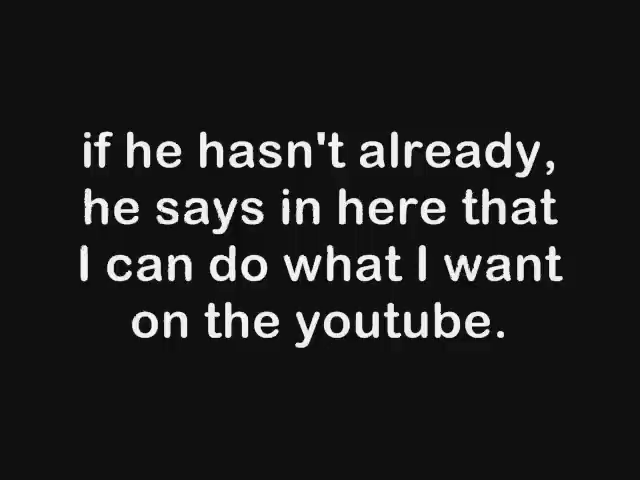 if he hasn't already,
he says in here that
I can do what I want
on the youtube.